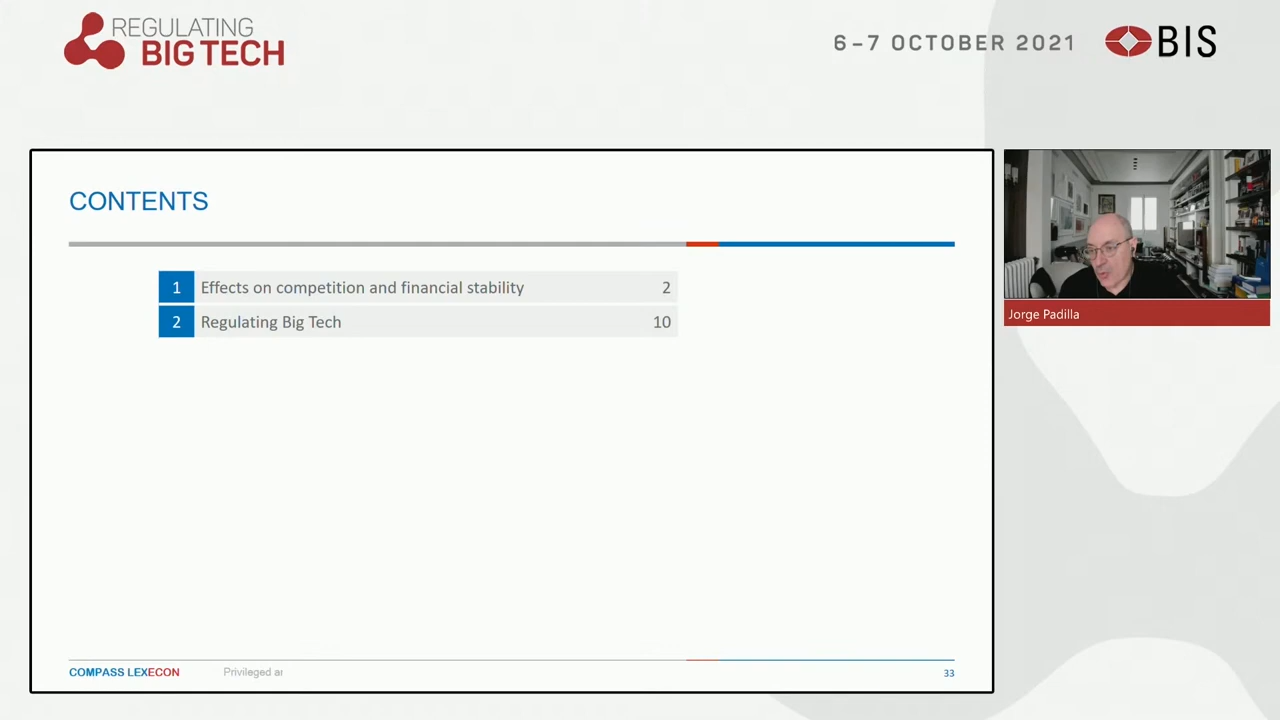 REGULATING
BIG TECH
6–7 OCTOBER 2021
BIS
CONTENTS
1 Effects on competition and financial stability 2
2 Regulating Big Tech 10
Jorge Padilla
COMPASS LEXECON
Privileged ar
33